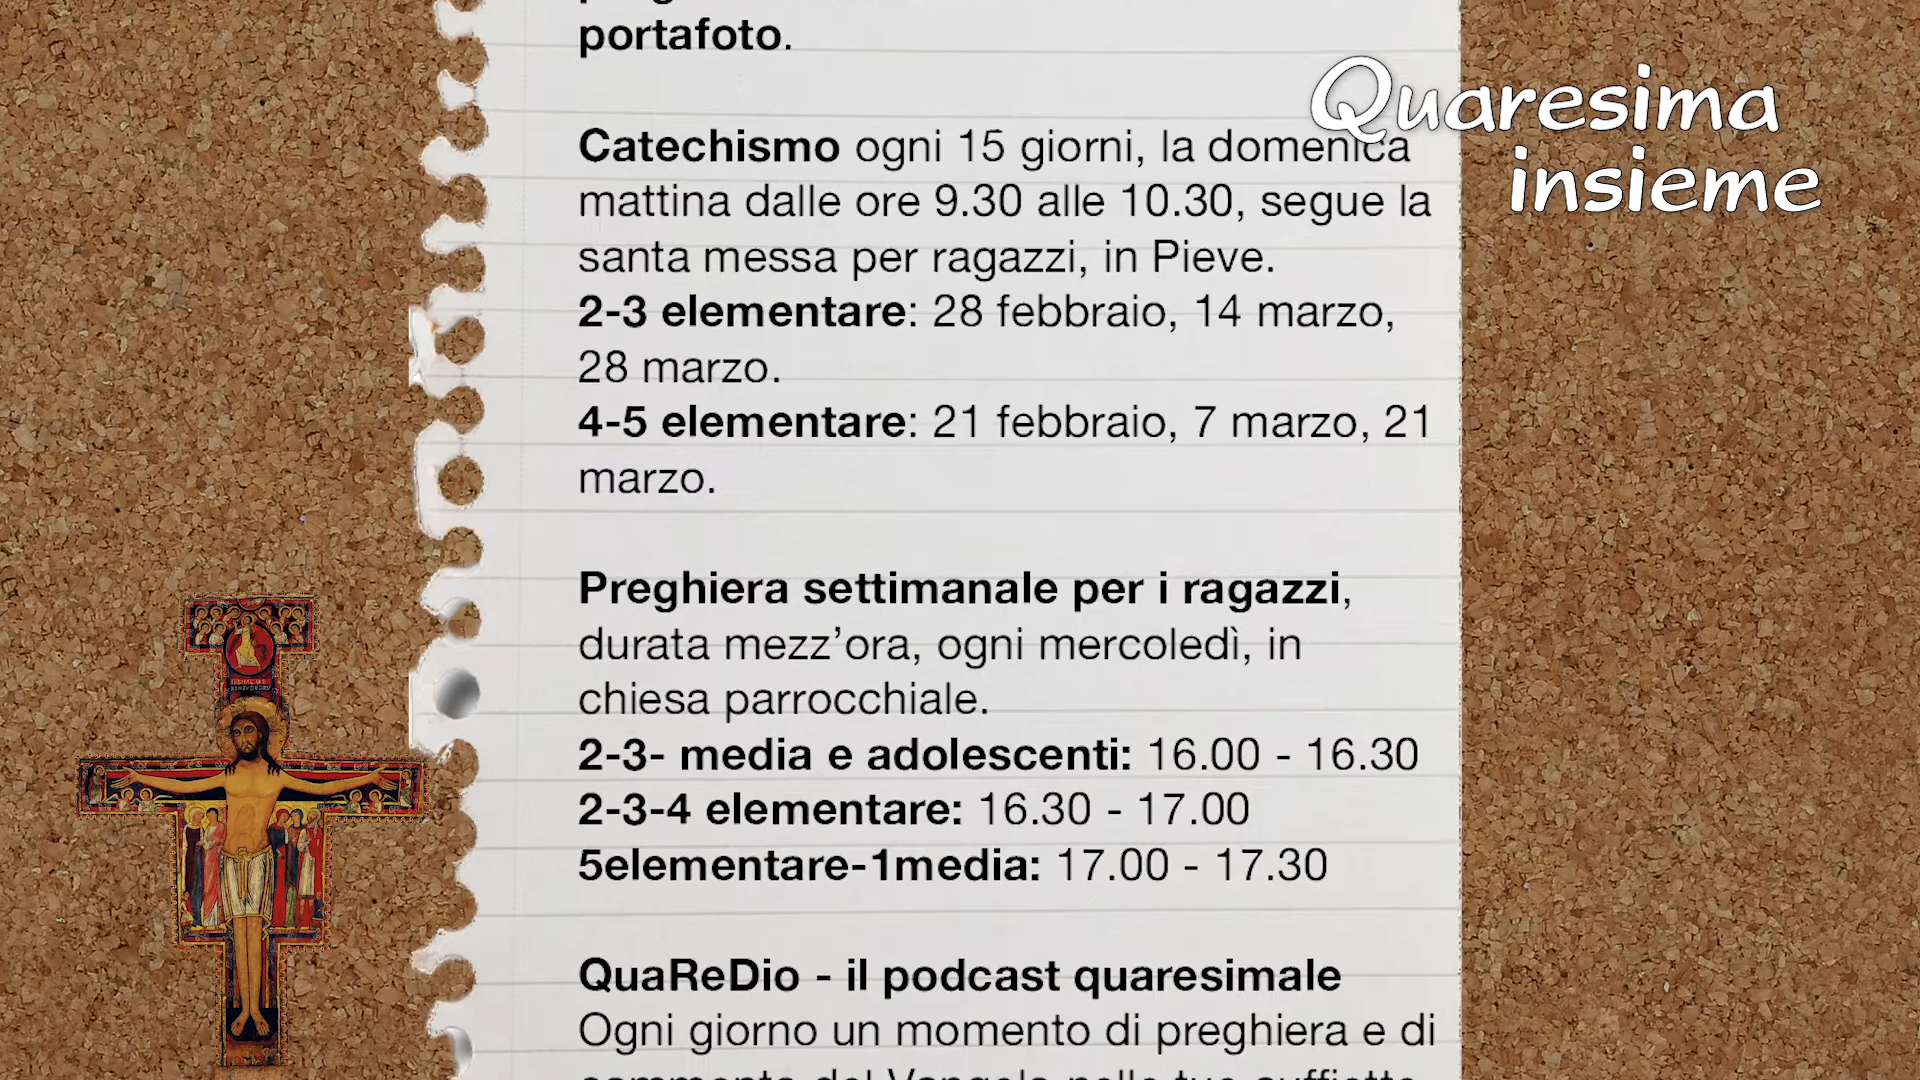 portafoto.
Quaresima
insieme
Catechismo ogni 15 giorni, la domenica
mattina dalle ore 9.30 alle 10.30, segue la
santa messa per ragazzi, in Pieve.
2-3 elementare: 28 febbraio, 14 marzo,
28 marzo.
4-5 elementare: 21 febbraio, 7 marzo, 21
marzo.
Preghiera settimanale per i ragazzi,
durata mezz’ora, ogni mercoledì, in
chiesa parrocchiale.
2-3- media e adolescenti: 16.00 - 16.30
2-3-4 elementare: 16.30 - 17.00
5elementare-1media: 17.00 - 17.30
QuaReDio - il podcast quaresimale
Ogni giorno un momento di preghiera e di